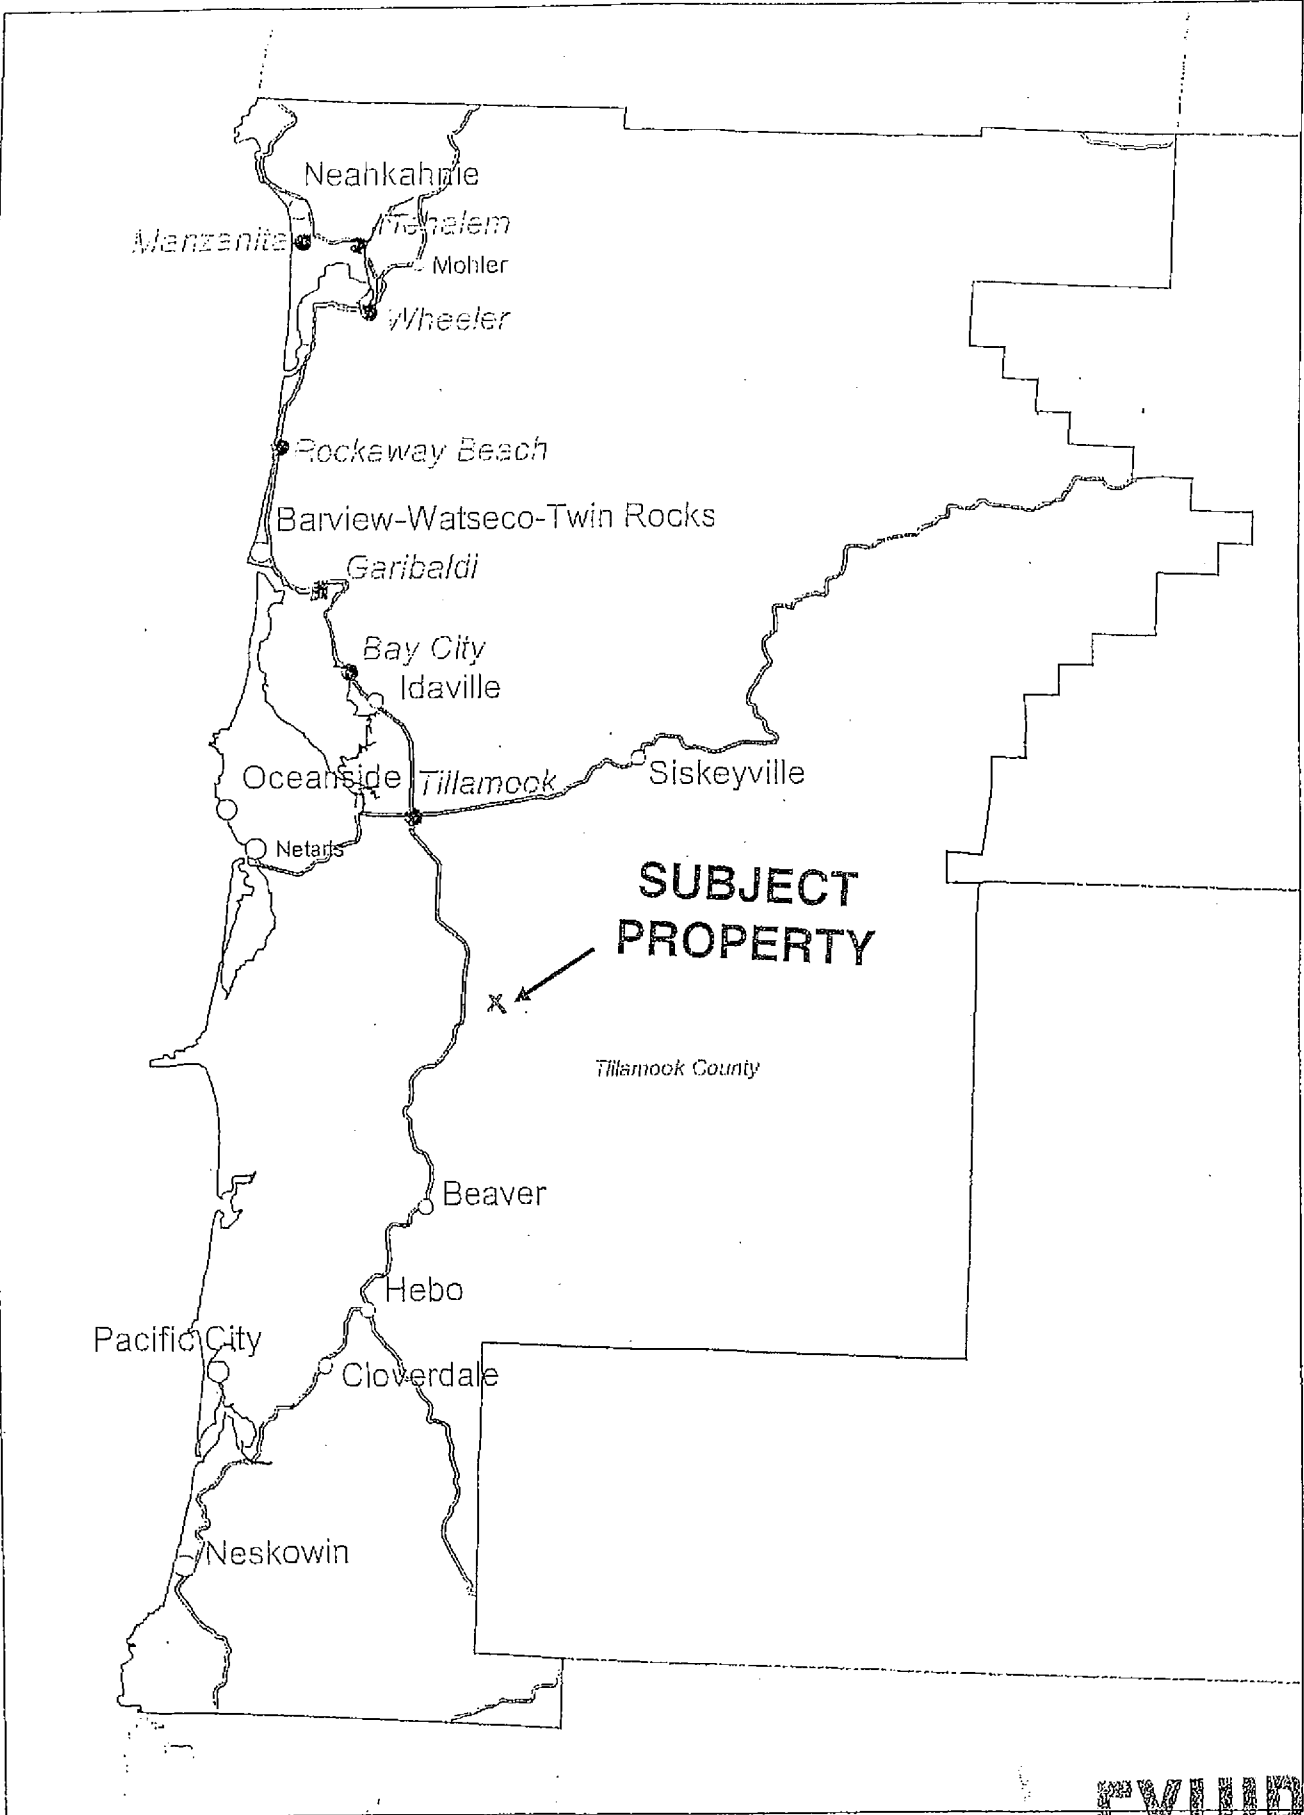 Neahkahnie
Nehalem
Manzanita
Mohler
Wheeler
Rockaway Beach
Barview-Watseco-Twin Rocks
Garibaldi
Bay City
Idaville
Oceanside
Tillamook
Siskeyville
Netarts
SUBJECT
PROPERTY
X
Tillamook County
Beaver
Hebo
Pacific City
Cloverdale
Neskowin